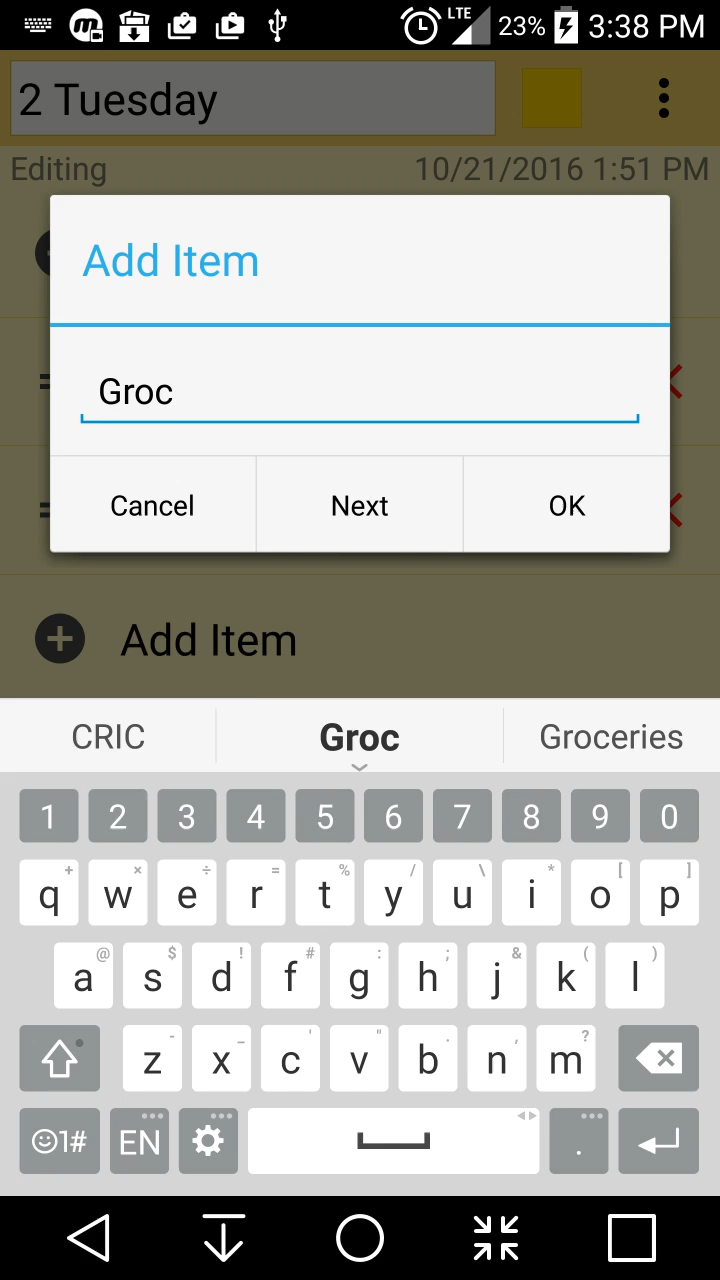 LTE 23% 3:38 PM
2 Tuesday
Editing 10/21/2016 1:51 PM
Add Item
Groc
Cancel Next OK
Add Item
CRIC Groc Groceries
1 2 3 4 5 6 7 8 9 0
+ × ÷ = % / \ * [ ]
q w e r t y u i o p
@ $ ! # : ; & ( )
a s d f g h j k l
- _ ' " . , ?
z x c v b n m
☺1# EN .